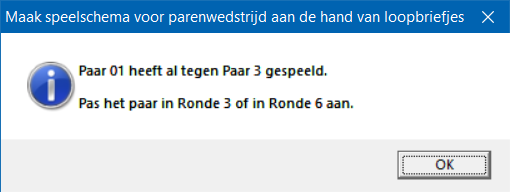 Maak speelschema voor parenwedstrijd aan de hand van loopbriefjes
Paar 01 heeft al tegen Paar 3 gespeeld.
Pas het paar in Ronde 3 of in Ronde 6 aan.
OK